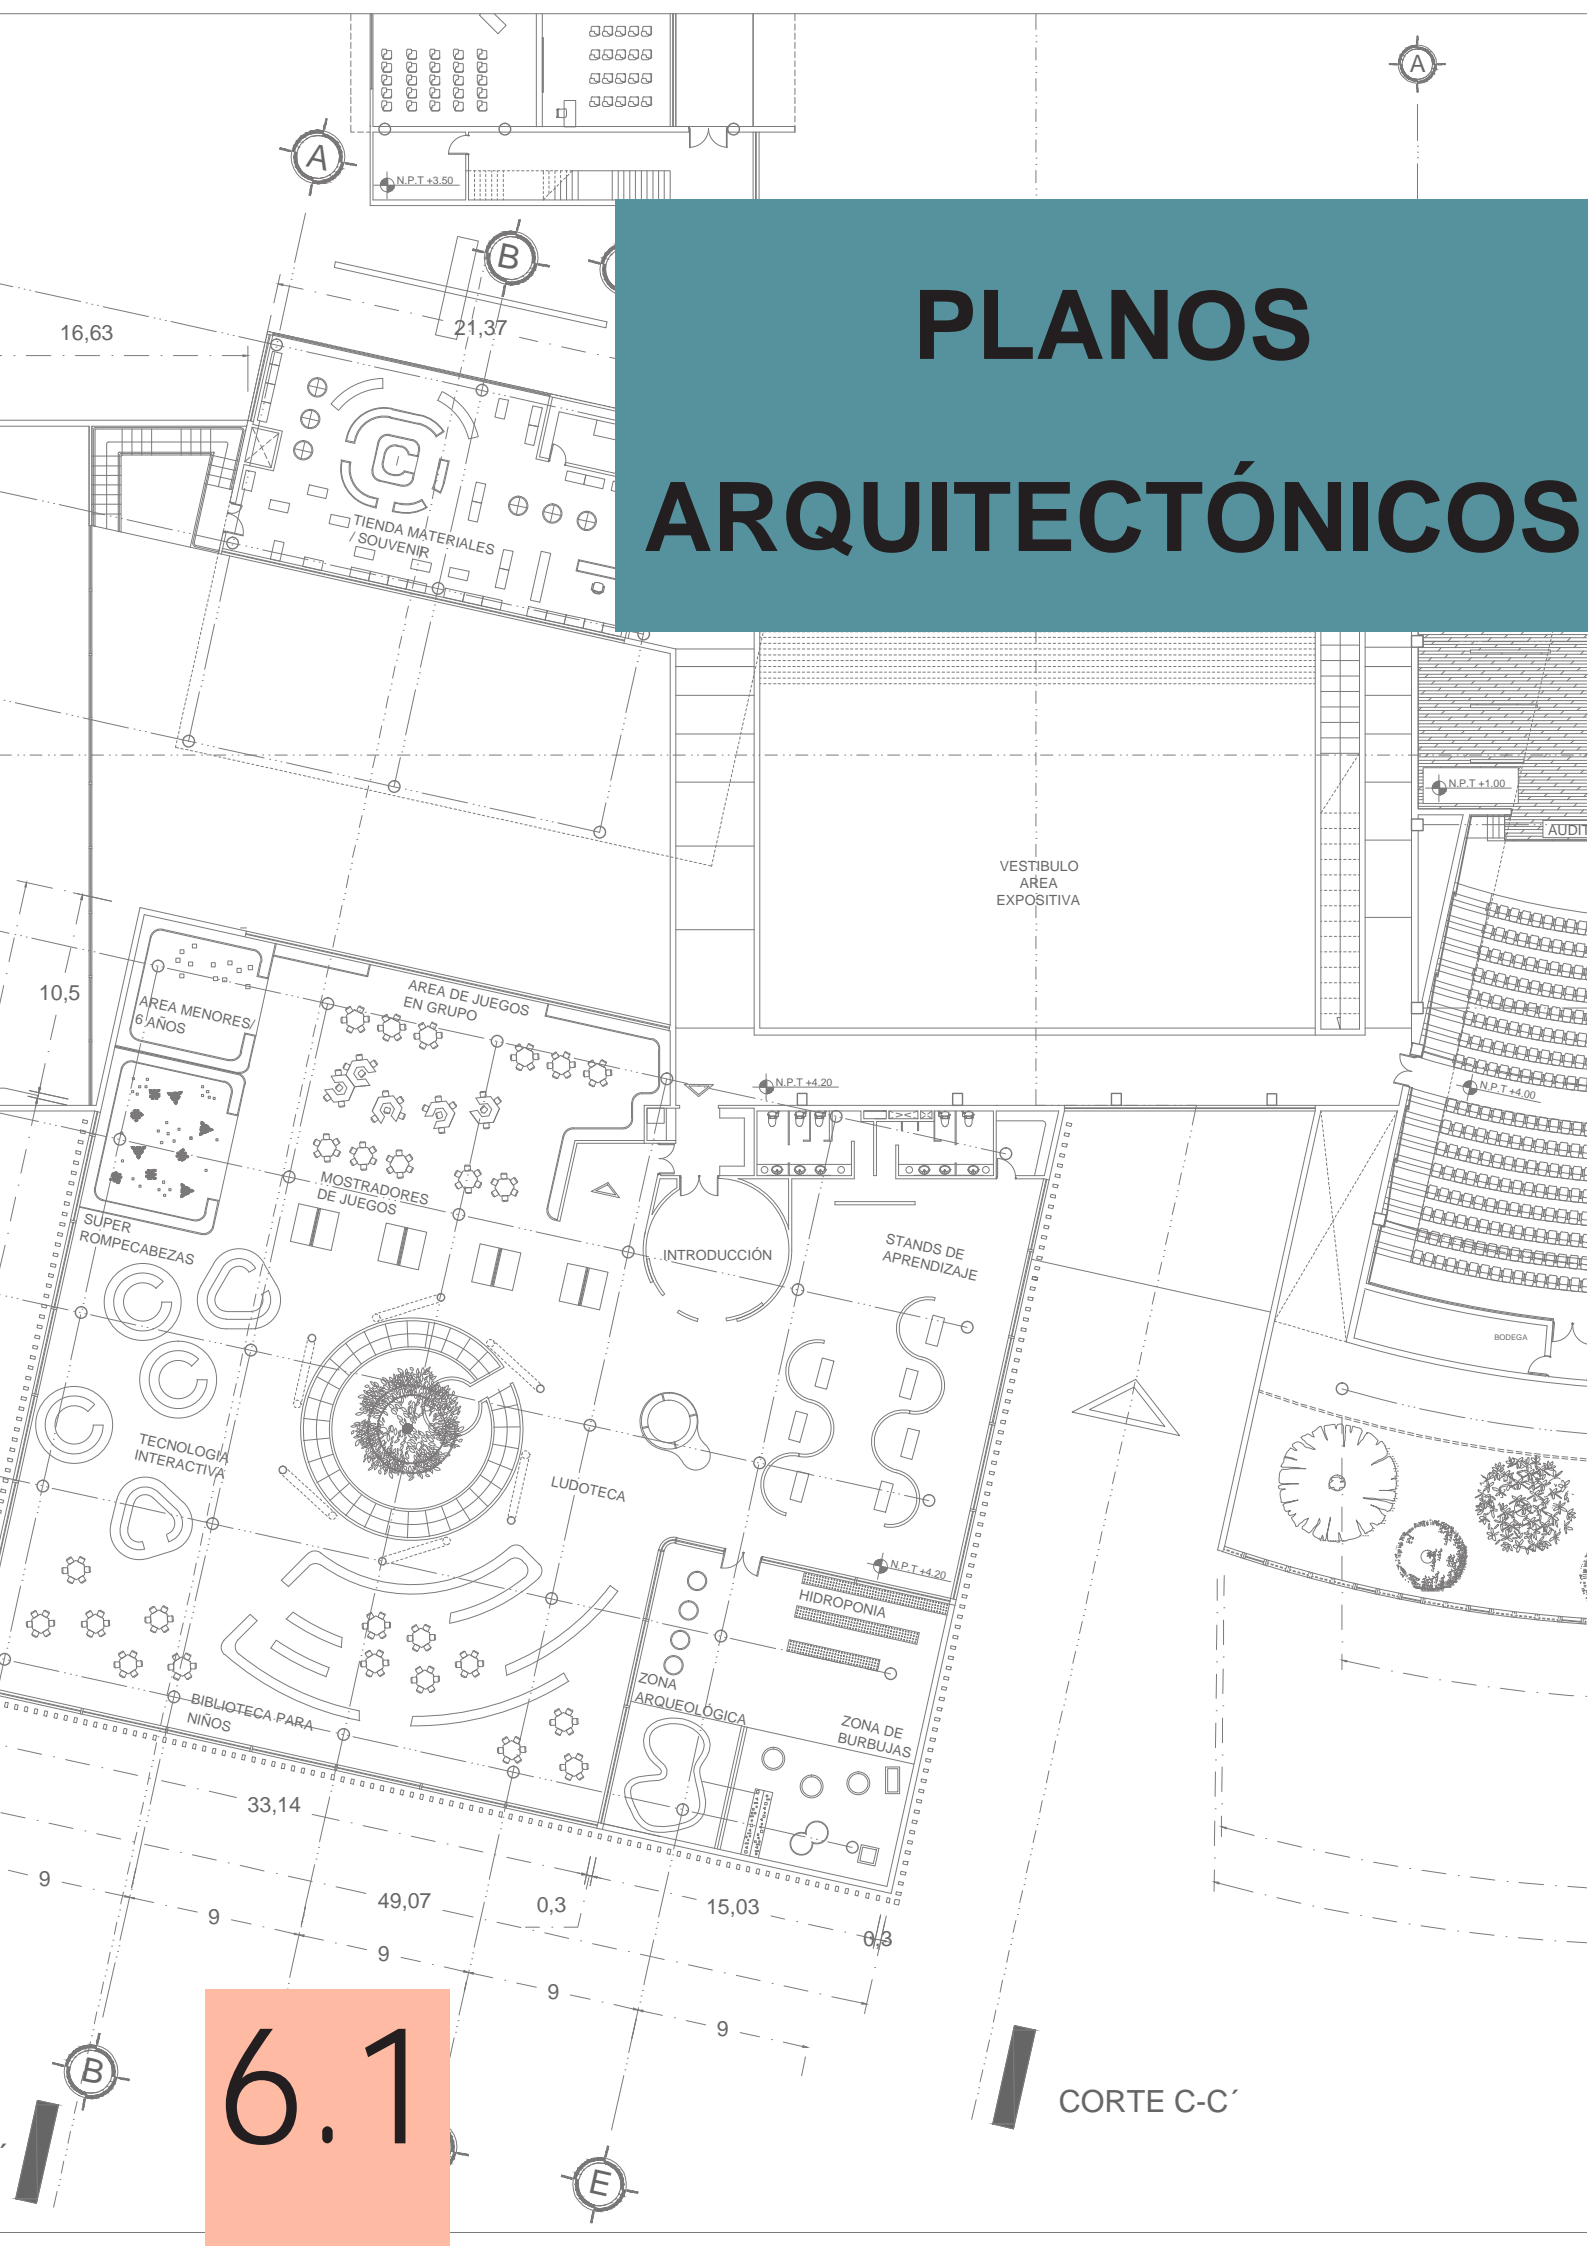 A
A
N.P.T +3.50
B
PLANOS
ARQUITECTÓNICOS
16,63
21,37
TIENDA MATERIALES
/ SOUVENIR
N.P.T +1.00
VESTIBULO
AREA
EXPOSITIVA
10,5
AREA MENORES/
6 AÑOS
AREA DE JUEGOS
EN GRUPO
N.P.T +4.20
N.P.T +4.00
MOSTRADORES
DE JUEGOS
SUPER
ROMPECABEZAS
INTRODUCCIÓN
STANDS DE
APRENDIZAJE
BODEGA
TECNOLOGIA
INTERACTIVA
LUDOTECA
N.P.T +4.20
HIDROPONIA
ZONA
ARQUEOLÓGICA
ZONA DE
BURBUJAS
BIBLIOTECA PARA
NIÑOS
33,14
9
49,07
0,3
15,03
0,3
9
9
9
9
B
6.1
E
CORTE C-C´